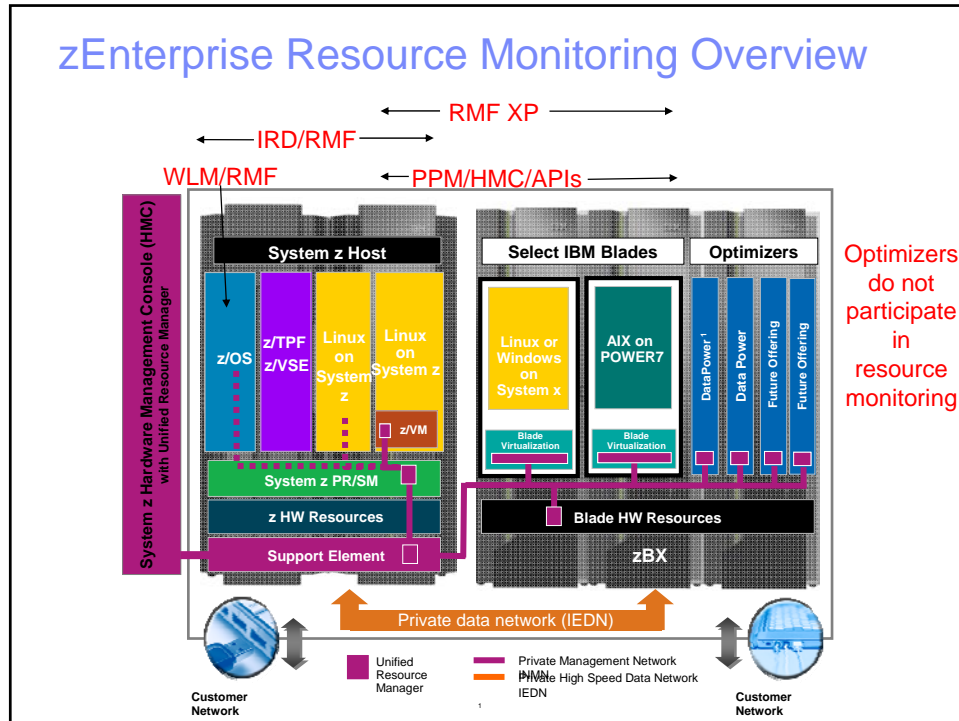 zEnterprise Resource Monitoring Overview
RMF XP
IRD/RMF
WLM/RMF
PPM/HMC/APIs
System z Hardware Management Console (HMC)
with Unified Resource Manager
System z Host
Select IBM Blades
Optimizers
z/OS
z/TPF
z/VSE
Linux
on
System
z
Linux
on
System z
z/VM
Linux or
Windows
on
System x
AIX on
POWER7
Blade
Virtualization
Blade
Virtualization
DataPower 1
Data Power
Future Offering
Future Offering
Optimizers
do not
participate
in
resource
monitoring
System z PR/SM
z HW Resources
Support Element
Blade HW Resources
zBX
Private data network (IEDN)
Customer
Network
Unified
Resource
Manager
Private Management Network
INMN
Private High Speed Data Network
IEDN
Customer
Network
1